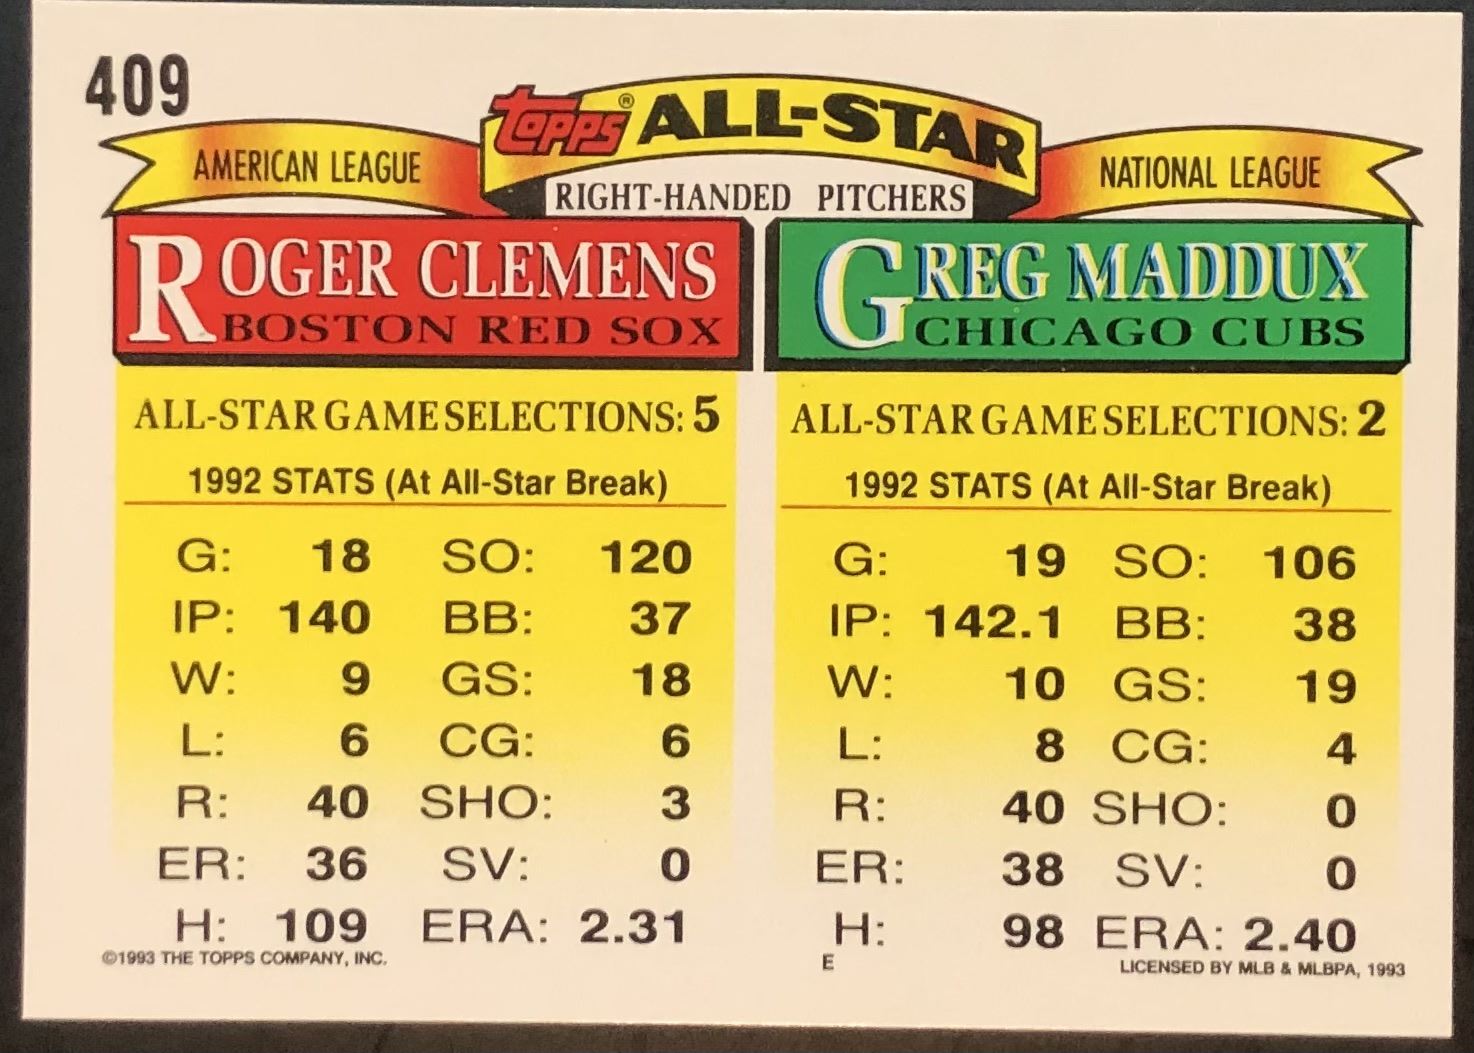 409
topps® ALL-STAR
AMERICAN LEAGUE
NATIONAL LEAGUE
RIGHT-HANDED PITCHERS
ROGER CLEMENS
BOSTON RED SOX
ALL-STAR GAME SELECTIONS: 5
1992 STATS (At All-Star Break)
G: 18 SO: 120
IP: 140 BB: 37
W: 9 GS: 18
L: 6 CG: 6
R: 40 SHO: 3
ER: 36 SV: 0
H: 109 ERA: 2.31
©1993 THE TOPPS COMPANY, INC.
GREG MADDUX
CHICAGO CUBS
ALL-STAR GAME SELECTIONS: 2
1992 STATS (At All-Star Break)
G: 19 SO: 106
IP: 142.1 BB: 38
W: 10 GS: 19
L: 8 CG: 4
R: 40 SHO: 0
ER: 38 SV: 0
H: 98 ERA: 2.40
E
LICENSED BY MLB & MLBPA, 1993